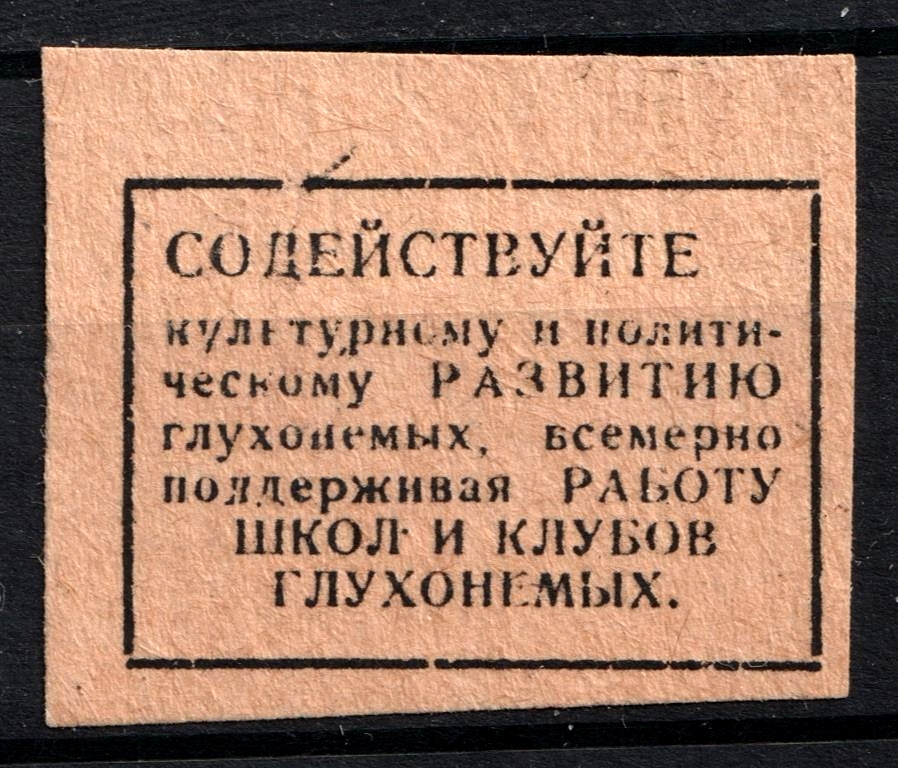 СОДЕЙСТВУЙТЕ
культурному и полити-
ческому РАЗВИТИЮ
глухонемых, всемерно
поддерживая РАБОТУ
ШКОЛ И КЛУБОВ
ГЛУХОНЕМЫХ.